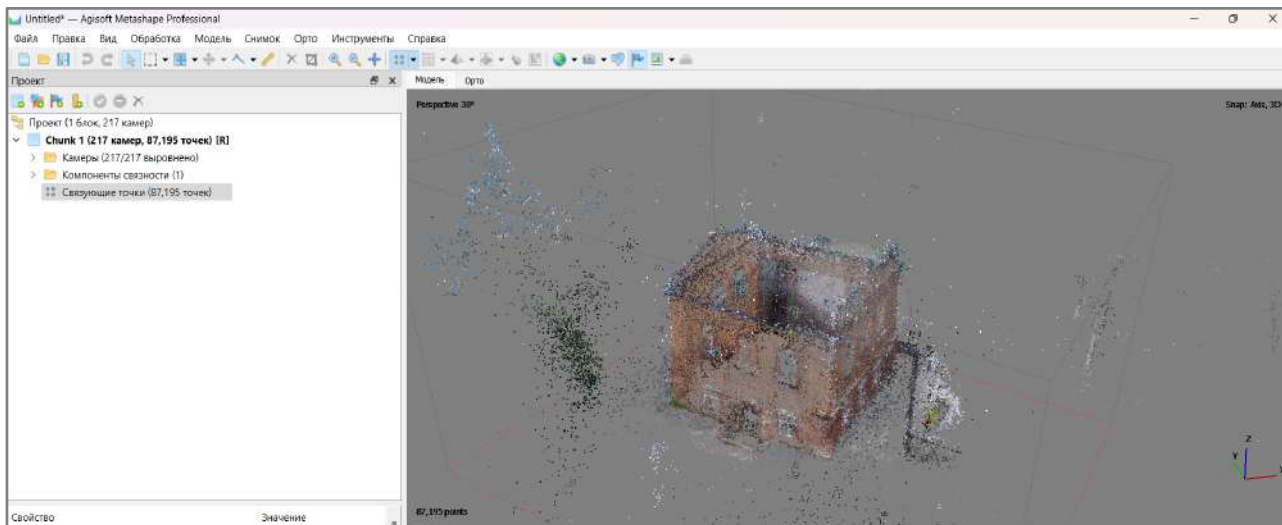 Untitled* — Agisoft Metashape Professional
Файл Правка Вид Обработка Модель Снимок Орто Инструменты Справка
Проект
Модель Орто
Perspective 30°
Snap: Axis, 3D
Проект (1 блок, 217 камер)
Chunk 1 (217 камер, 87,195 точек) [R]
Камеры (217/217 выровнено)
Компоненты связности (1)
Связующие точки (87,195 точек)
Z
Y
87,195 points
Свойство Значение